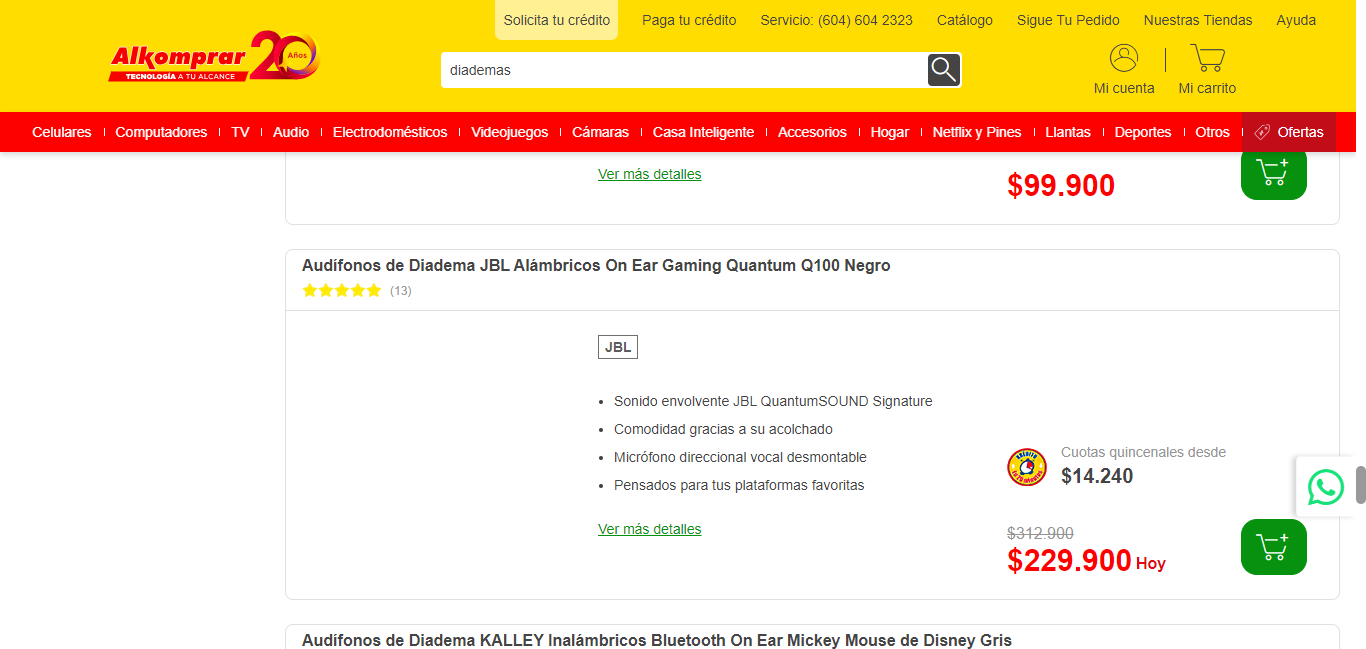 Solicita tu crédito Paga tu crédito Servicio: (604) 604 2323 Catálogo Sigue Tu Pedido Nuestras Tiendas Ayuda
Alkomprar 20 Años
TECNOLOGÍA A TU ALCANCE
diademas
Mi cuenta Mi carrito
Celulares Computadores TV Audio Electrodomésticos Videojuegos Cámaras Casa Inteligente Accesorios Hogar Netflix y Pines Llantas Deportes Otros Ofertas
Ver más detalles
$99.900
Audífonos de Diadema JBL Alámbricos On Ear Gaming Quantum Q100 Negro
(13)
JBL
Sonido envolvente JBL QuantumSOUND Signature
Comodidad gracias a su acolchado
Micrófono direccional vocal desmontable
Pensados para tus plataformas favoritas
Ver más detalles
Cuotas quincenales desde
$14.240
$312.900
$229.900 Hoy
Audífonos de Diadema KALLEY Inalámbricos Bluetooth On Ear Mickey Mouse de Disney Gris